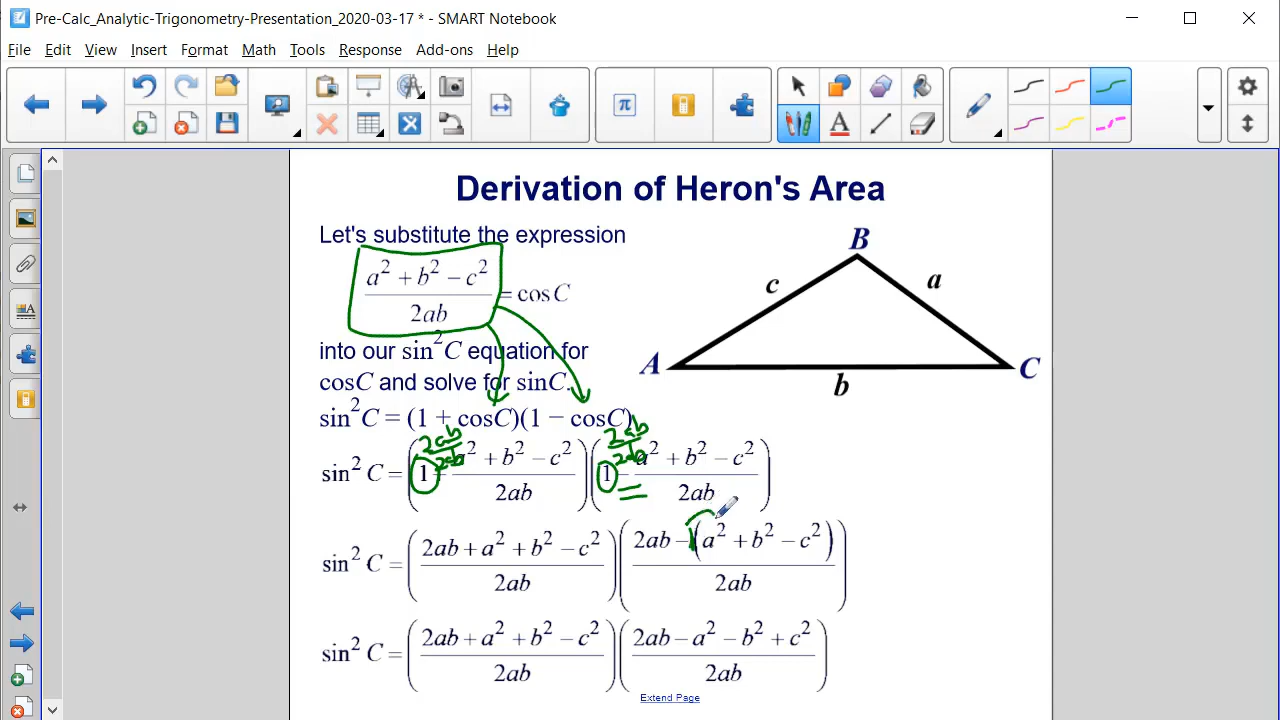 Pre-Calc_Analytic-Trigonometry-Presentation_2020-03-17 * - SMART Notebook
File Edit View Insert Format Math Tools Response Add-ons Help
π
A
Derivation of Heron's Area
Let's substitute the expression
a² + b² − c²
2ab
= cos C
into our sin²C equation for
cosC and solve for sinC.
B
c
a
A
b
C
sin²C = (1 + cosC)(1 − cosC)
2ab 2ab
2ab 2ab
sin² C = (1 + a² + b² − c² / 2ab)(1 − a² + b² − c² / 2ab)
sin² C = (2ab + a² + b² − c² / 2ab)(2ab − (a² + b² − c²) / 2ab)
1
sin² C = (2ab + a² + b² − c² / 2ab)(2ab − a² − b² + c² / 2ab)
Extend Page